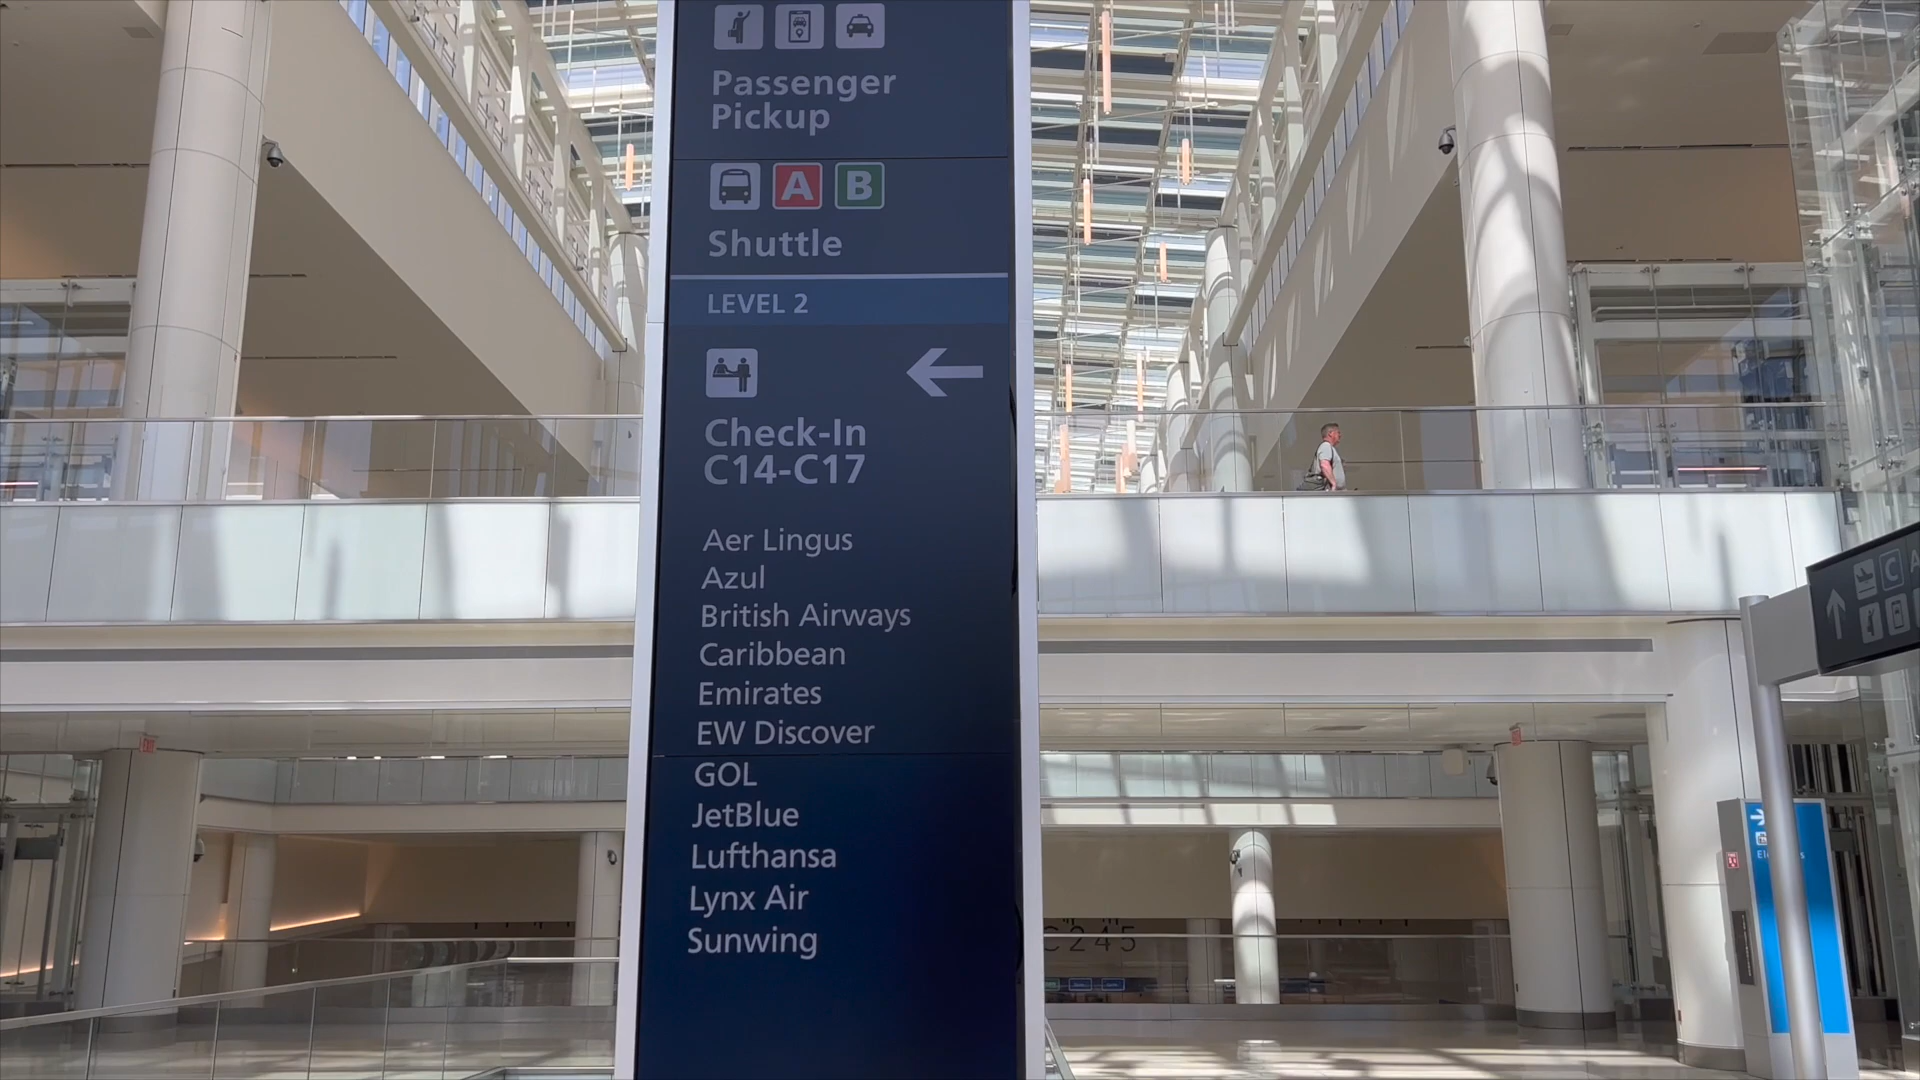 Passenger
Pickup
A B
Shuttle
LEVEL 2
Check-In
C14-C17
Aer Lingus
Azul
British Airways
Caribbean
Emirates
EW Discover
GOL
JetBlue
Lufthansa
Lynx Air
Sunwing
C
EXIT
C245